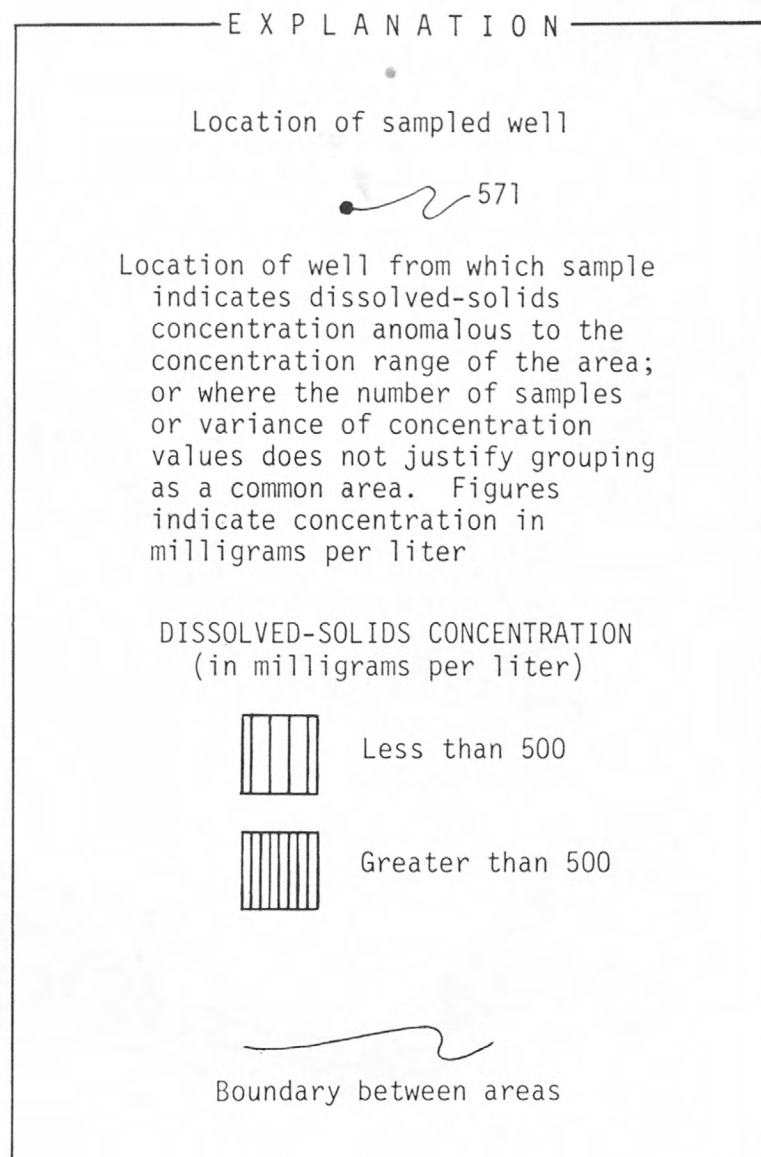 EXPLANATION
Location of sampled well
571
Location of well from which sample
indicates dissolved-solids
concentration anomalous to the
concentration range of the area;
or where the number of samples
or variance of concentration
values does not justify grouping
as a common area. Figures
indicate concentration in
milligrams per liter
DISSOLVED-SOLIDS CONCENTRATION
(in milligrams per liter)
Less than 500
Greater than 500
Boundary between areas